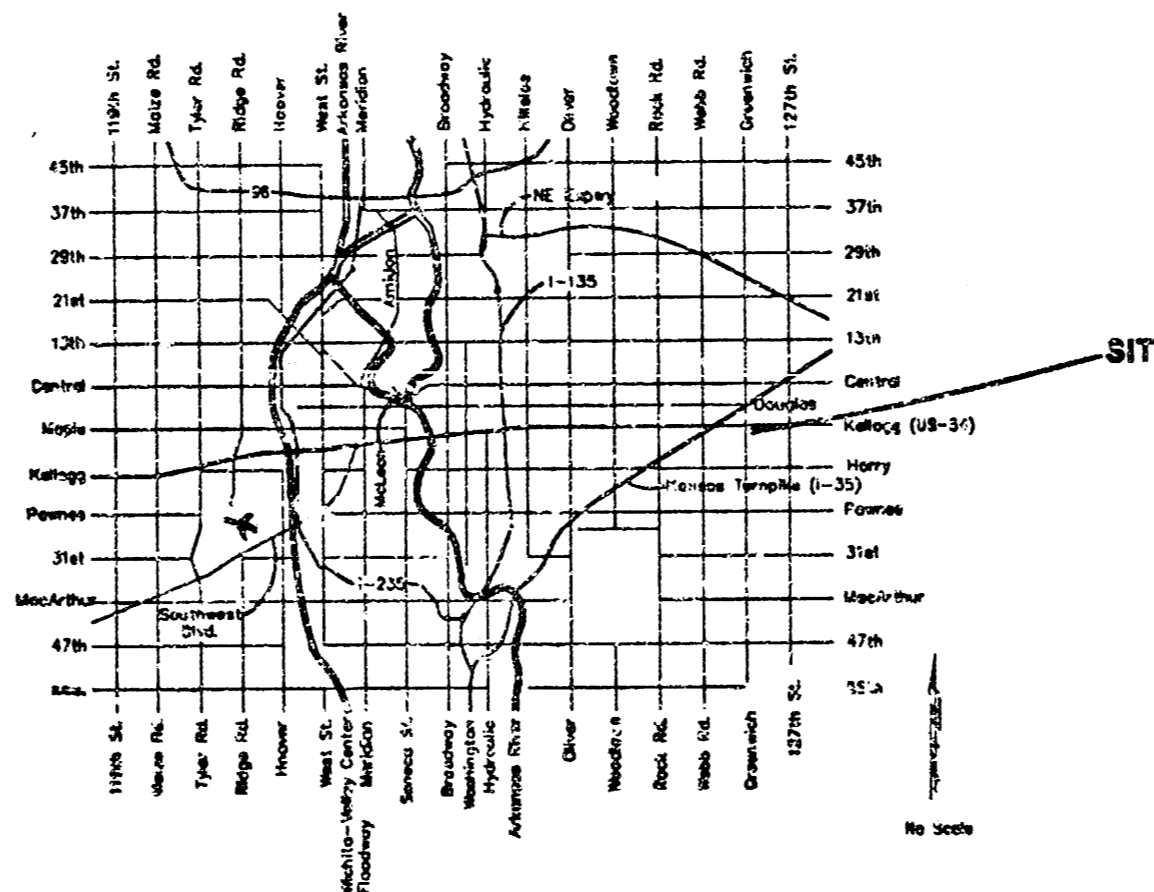 119th St.
Maize Rd.
Tyler Rd.
Ridge Rd.
Hoover
West St.
Arkansas River
Meridian
Broadway
Hydraulic
Oliver
Woodlawn
Rock Rd.
Webb Rd.
Greenwich
127th St.
45th
37th
29th
21st
13th
Central
Maple
Kellogg
Pawnee
MacArthur
47th
96
NE Expwy
Amidon
I-135
McLean
I-235
Southwest
Blvd.
Kansas Turnpike (I-35)
45th
37th
29th
21st
13th
Central
Douglas
Kellogg (US-54)
Harry
Pawnee
31st
MacArthur
47th
55th
SIT
119th St.
Maize Rd.
Tyler Rd.
Ridge Rd.
Hoover
West St.
Wichita-Valley Center
Floodway
Meridian
Seneca St.
Broadway
Washington
Hydraulic
Arkansas River
Oliver
Woodlawn
Rock Rd.
Webb Rd.
Greenwich
127th St.
No Scale